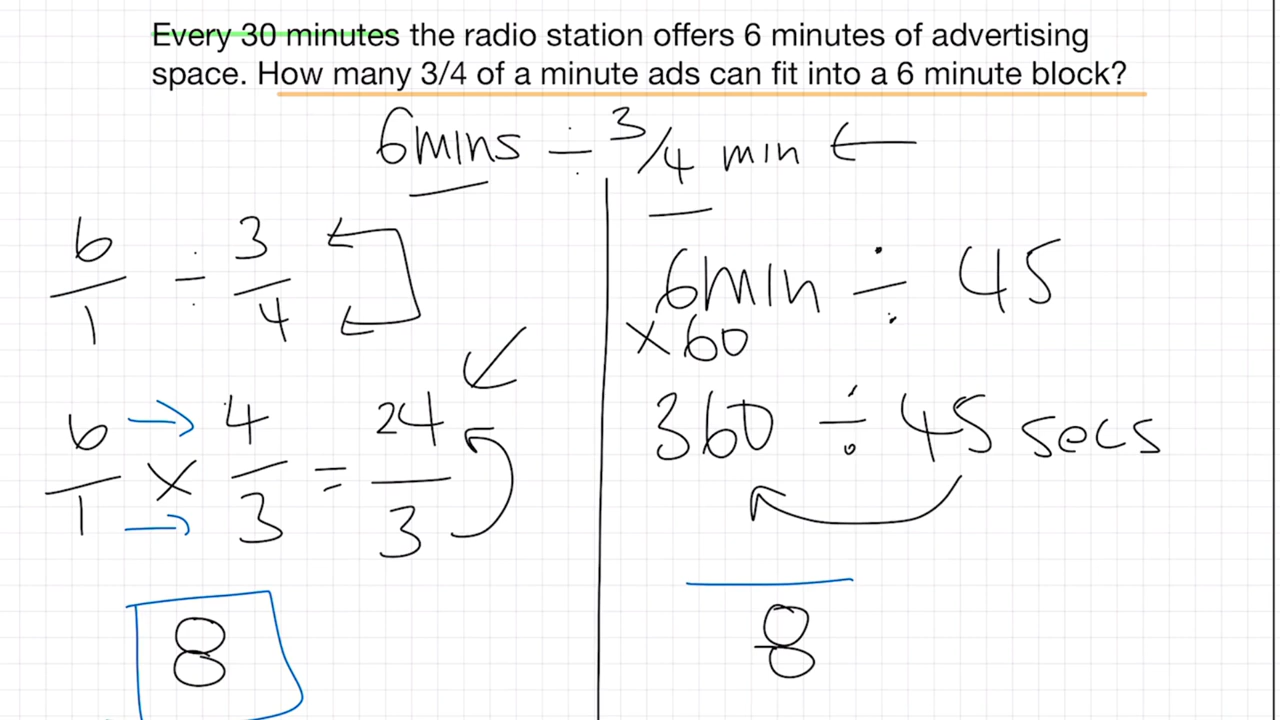 Every 30 minutes the radio station offers 6 minutes of advertising
space. How many 3/4 of a minute ads can fit into a 6 minute block?
6mins ÷ 3/4 min
6/1 ÷ 3/4
6/1 × 4/3 = 24/3
8
6min ÷ 45
×60
360 ÷ 45 secs
8